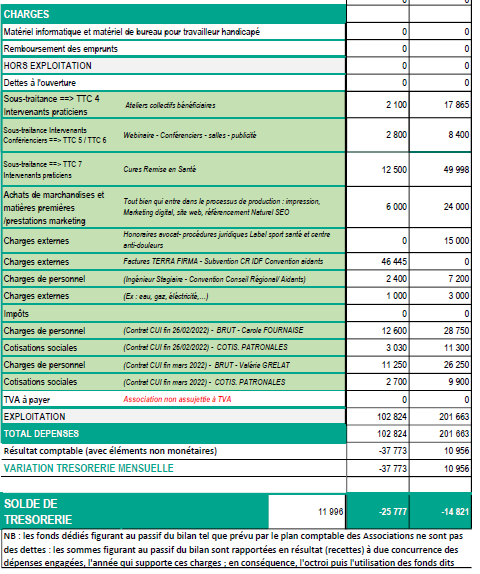 0 0
CHARGES
Matériel informatique et matériel de bureau pour travailleur handicapé 0 0
Remboursement des emprunts 0 0
HORS EXPLOITATION 0 0
Dettes à l'ouverture 0 0
Sous-traitance ==> TTC 4
Intervenants praticiens Ateliers collectifs bénéficiaires 2 100 17 865
Sous-traitance Intervenants
Conférienciers ==> TTC 5 / TTC 6 Webinaire - Conférenciers - salles - publicité 2 800 8 400
Sous-traitance ==> TTC 7
Intervenants praticiens Cures Remise en Santé 12 500 49 998
Achats de marchandises et
matières premières
/prestations marketing Tout bien qui entre dans le processus de production : impression,
Marketing digital, site web, référencement Naturel SEO 6 000 24 000
Charges externes Honoraires avocat- procédures juridiques Label sport santé et centre
anti-douleurs 0 15 000
Charges externes Factures TERRA FIRMA - Subvention CR IDF Convention aidants 46 445 0
Charges de personnel (Ingénieur Stagiaire - Convention Conseil Régional/ Aidants) 2 400 7 200
Charges externes (Ex : eau, gaz, éléctricité,...) 1 000 3 000
Impôts 0 0
Charges de personnel (Contrat CUI fin 26/02/2022) - BRUT - Carole FOURNAISE 12 600 28 750
Cotisations sociales (Contrat CUI fin 26/02/2022) - COTIS. PATRONALES 3 030 11 300
Charges de personnel (Contrat CUI fin mars 2022) - BRUT - Valérie GRELAT 11 250 26 250
Cotisations sociales (Contrat CUI fin mars 2022) - COTIS. PATRONALES 2 700 9 900
TVA à payer Association non assujettie à TVA 0 0
EXPLOITATION 102 824 201 663
TOTAL DEPENSES 102 824 201 663
Résultat comptable (avec éléments non monétaires) -37 773 10 956
VARIATION TRESORERIE MENSUELLE -37 773 10 956
SOLDE DE
TRESORERIE 11 996 -25 777 -14 821
NB : les fonds dédiés figurant au passif du bilan tel que prévu par le plan comptable des Associations ne sont pas
des dettes : les sommes figurant au passif du bilan sont rapportées en résultat (recettes) à due concurrence des
dépenses engagées, l'année qui supporte ces charges ; en conséquence, l'octroi puis l'utilisation des fonds dits